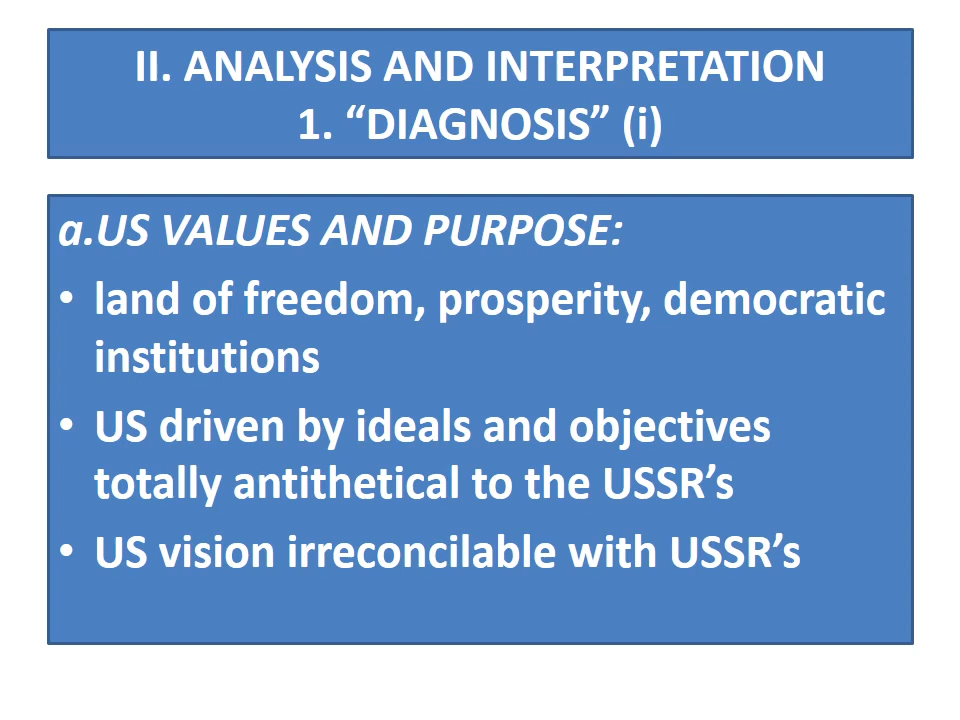 II. ANALYSIS AND INTERPRETATION
1. “DIAGNOSIS” (i)
a.US VALUES AND PURPOSE:
• land of freedom, prosperity, democratic
institutions
• US driven by ideals and objectives
totally antithetical to the USSR’s
• US vision irreconcilable with USSR’s